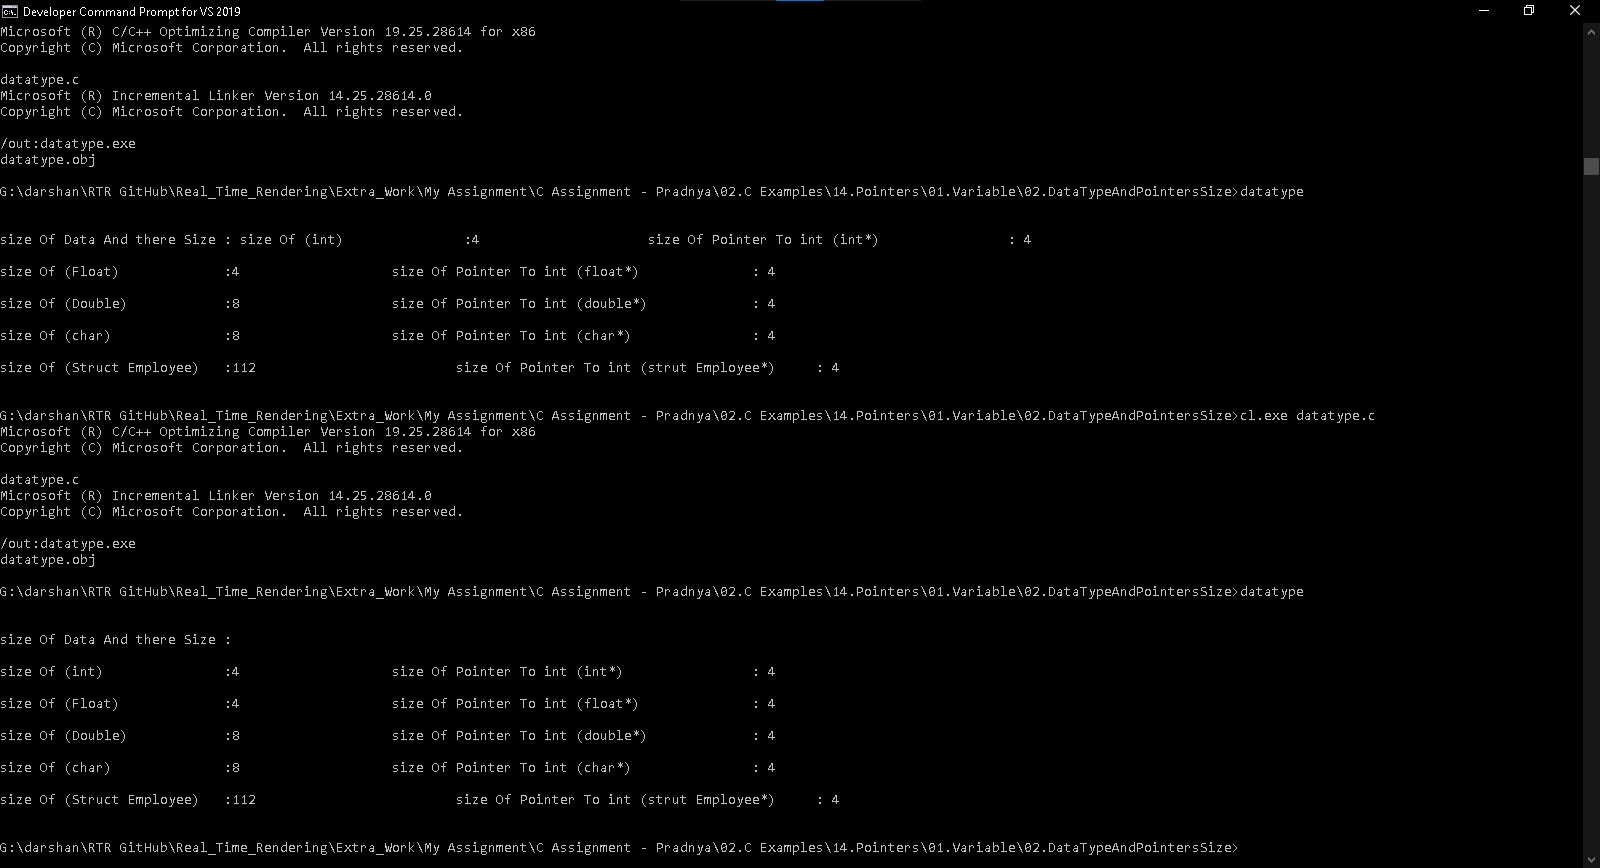 Developer Command Prompt for VS 2019
Microsoft (R) C/C++ Optimizing Compiler Version 19.25.28614 for x86
Copyright (C) Microsoft Corporation.  All rights reserved.
datatype.c
Microsoft (R) Incremental Linker Version 14.25.28614.0
Copyright (C) Microsoft Corporation.  All rights reserved.
/out:datatype.exe
datatype.obj
G:\darshan\RTR GitHub\Real_Time_Rendering\Extra_Work\My Assignment\C Assignment - Pradnya\02.C Examples\14.Pointers\01.Variable\02.DataTypeAndPointersSize>datatype
size Of Data And there Size : size Of (int) :4 size Of Pointer To int (int*) : 4
size Of (Float) :4 size Of Pointer To int (float*) : 4
size Of (Double) :8 size Of Pointer To int (double*) : 4
size Of (char) :8 size Of Pointer To int (char*) : 4
size Of (Struct Employee) :112 size Of Pointer To int (strut Employee*) : 4
G:\darshan\RTR GitHub\Real_Time_Rendering\Extra_Work\My Assignment\C Assignment - Pradnya\02.C Examples\14.Pointers\01.Variable\02.DataTypeAndPointersSize>cl.exe datatype.c
Microsoft (R) C/C++ Optimizing Compiler Version 19.25.28614 for x86
Copyright (C) Microsoft Corporation.  All rights reserved.
datatype.c
Microsoft (R) Incremental Linker Version 14.25.28614.0
Copyright (C) Microsoft Corporation.  All rights reserved.
/out:datatype.exe
datatype.obj
G:\darshan\RTR GitHub\Real_Time_Rendering\Extra_Work\My Assignment\C Assignment - Pradnya\02.C Examples\14.Pointers\01.Variable\02.DataTypeAndPointersSize>datatype
size Of Data And there Size :
size Of (int) :4 size Of Pointer To int (int*) : 4
size Of (Float) :4 size Of Pointer To int (float*) : 4
size Of (Double) :8 size Of Pointer To int (double*) : 4
size Of (char) :8 size Of Pointer To int (char*) : 4
size Of (Struct Employee) :112 size Of Pointer To int (strut Employee*) : 4
G:\darshan\RTR GitHub\Real_Time_Rendering\Extra_Work\My Assignment\C Assignment - Pradnya\02.C Examples\14.Pointers\01.Variable\02.DataTypeAndPointersSize>